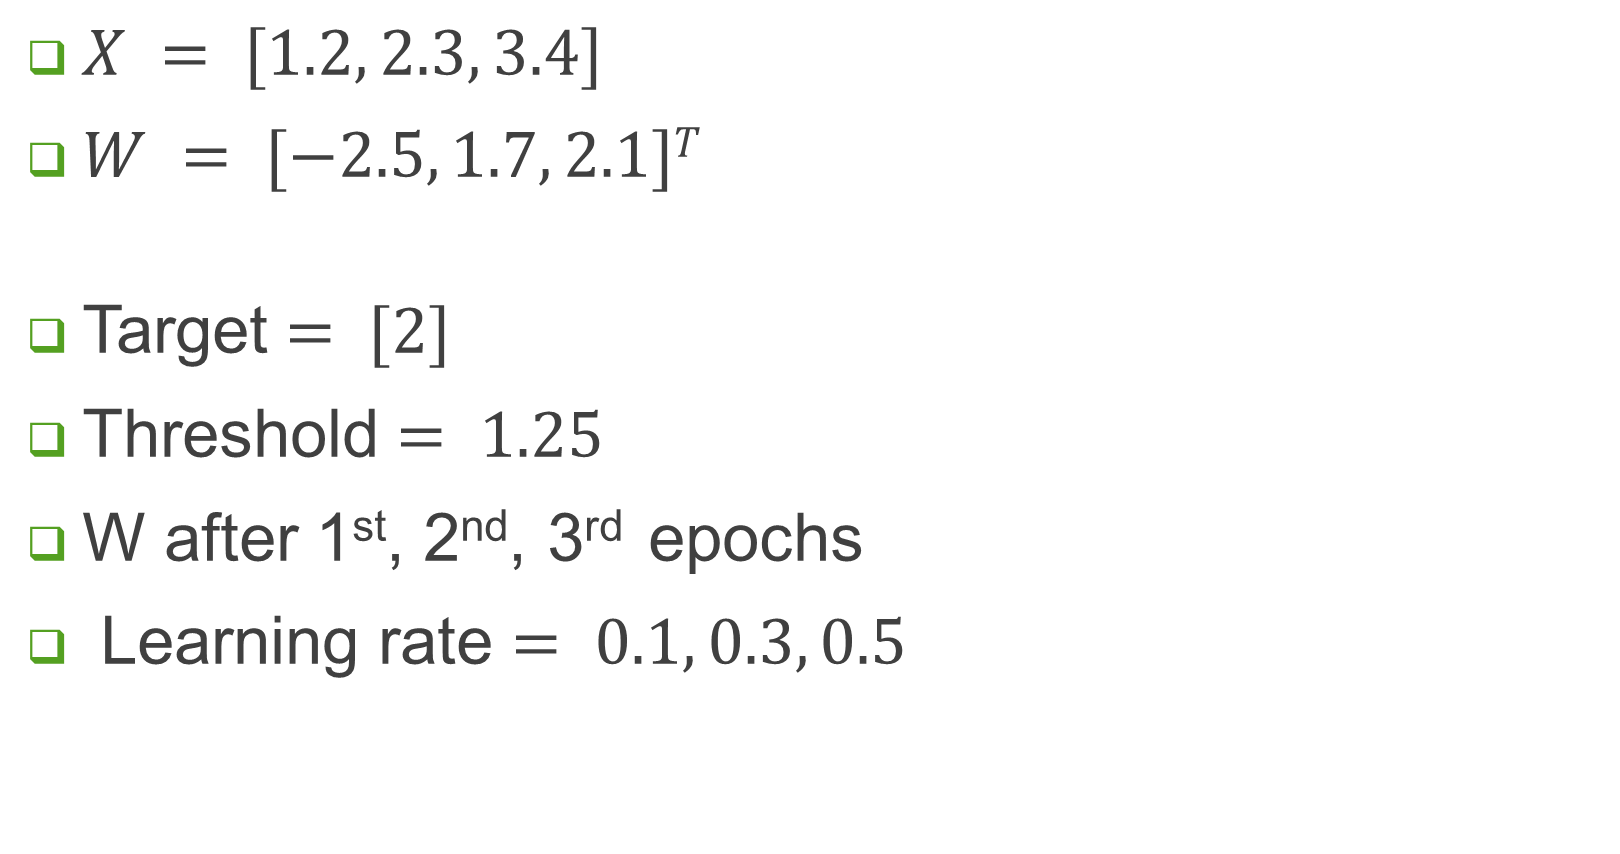 X = [1.2, 2.3, 3.4]
W = [−2.5, 1.7, 2.1]ᵀ
Target = [2]
Threshold = 1.25
W after 1st, 2nd, 3rd epochs
Learning rate = 0.1, 0.3, 0.5